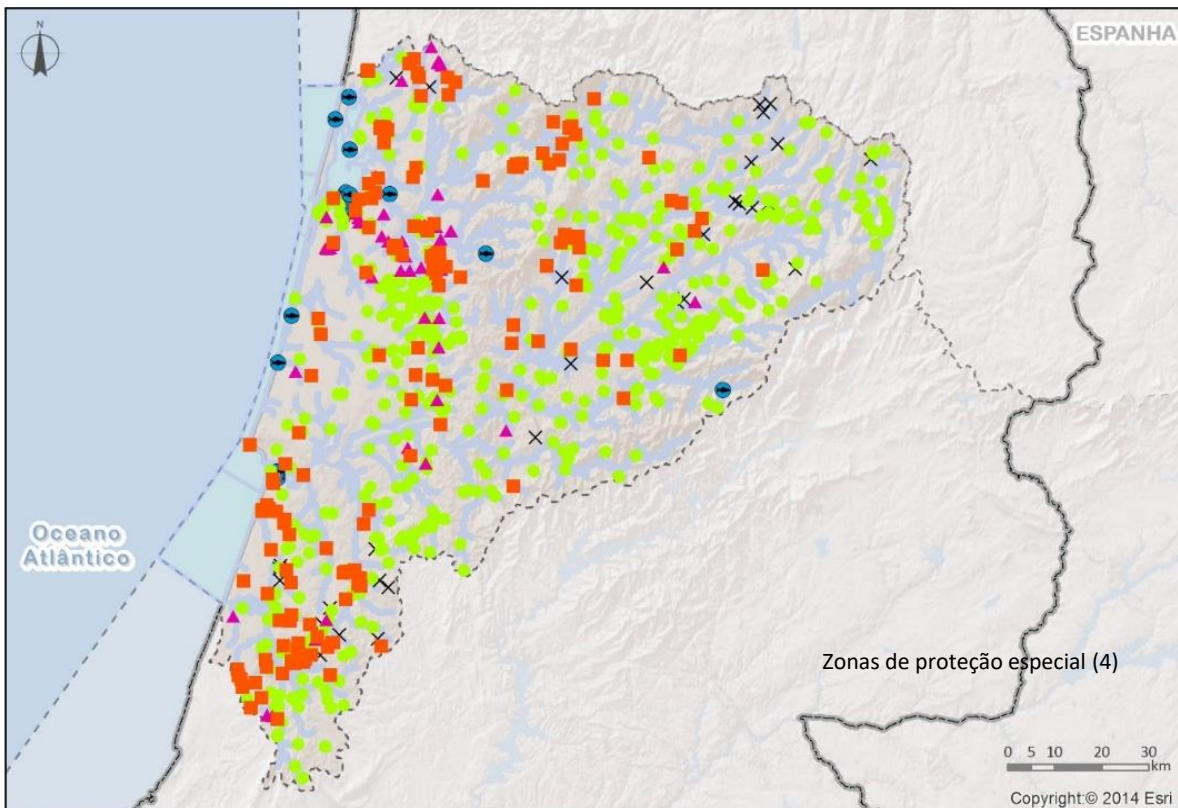 N
ESPANHA
Oceano
Atlântico
Zonas de proteção especial (4)
0 5 10 20 30
km
Copyright:© 2014 Esri